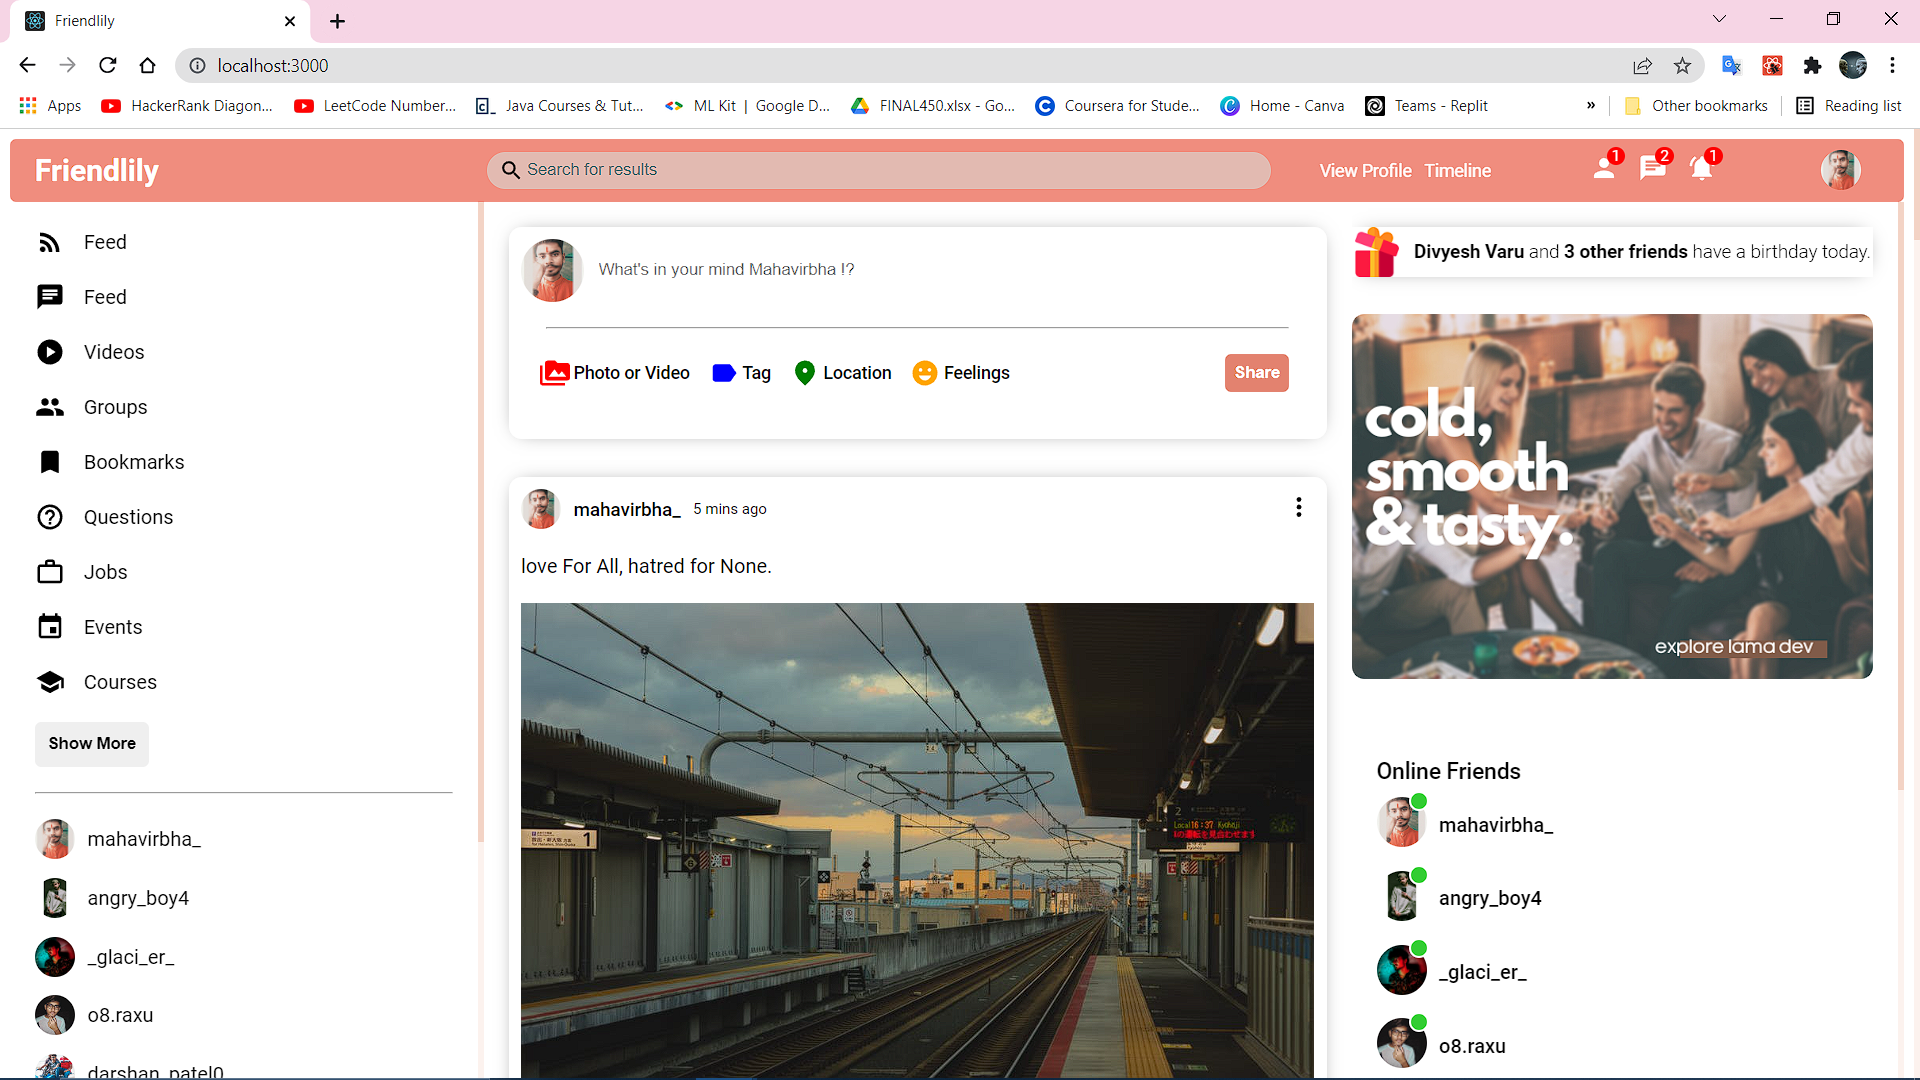 Friendlily
localhost:3000
Apps
HackerRank Diagon...
LeetCode Number...
Java Courses & Tut...
ML Kit | Google D...
FINAL450.xlsx - Go...
Coursera for Stude...
Home - Canva
Teams - Replit
»
Other bookmarks
Reading list
Friendlily
Search for results
View Profile
Timeline
1
2
1
Feed
Feed
Videos
Groups
Bookmarks
Questions
Jobs
Events
Courses
Show More
mahavirbha_
angry_boy4
_glaci_er_
o8.raxu
darshan_patel0
What's in your mind Mahavirbha !?
Photo or Video
Tag
Location
Feelings
Share
mahavirbha_ 5 mins ago
love For All, hatred for None.
1
2
Local 16:37
Divyesh Varu and 3 other friends have a birthday today.
cold,
smooth
& tasty.
explore lama dev
Online Friends
mahavirbha_
angry_boy4
_glaci_er_
o8.raxu